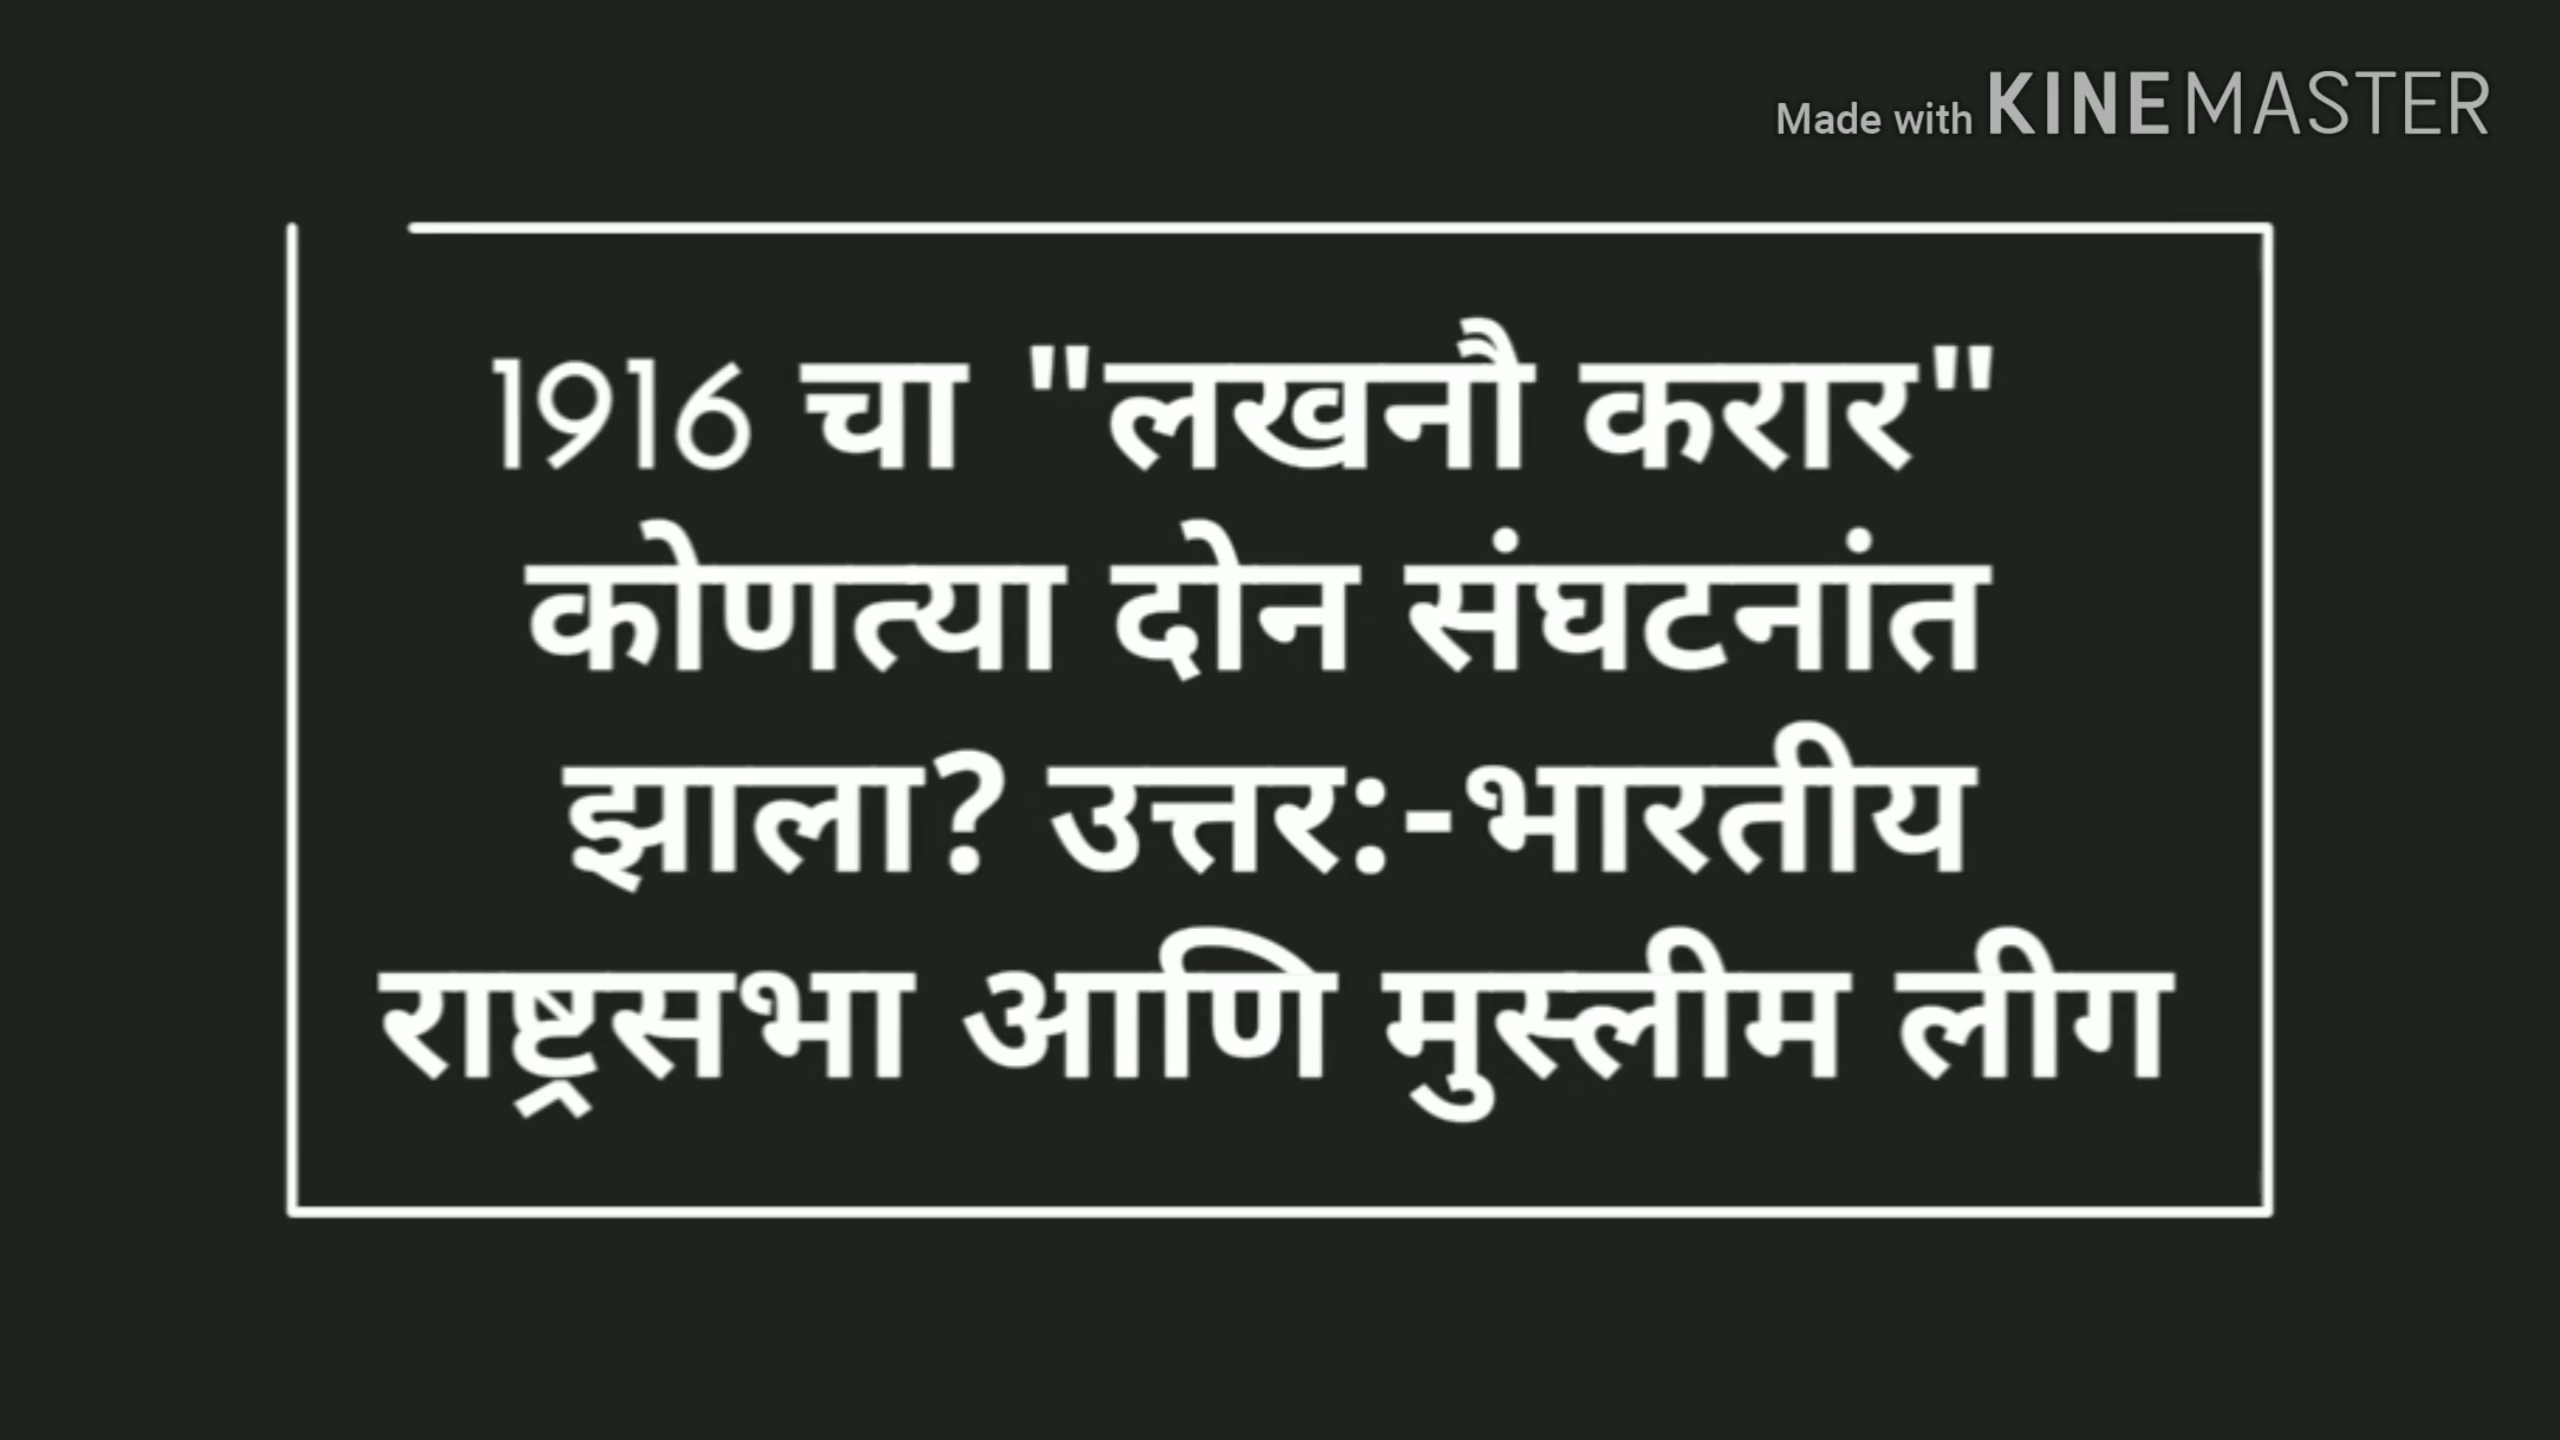 Made with KINEMASTER
1916 चा "लखनौ करार"
कोणत्या दोन संघटनांत
झाला? उत्तर:-भारतीय
राष्ट्रसभा आणि मुस्लीम लीग